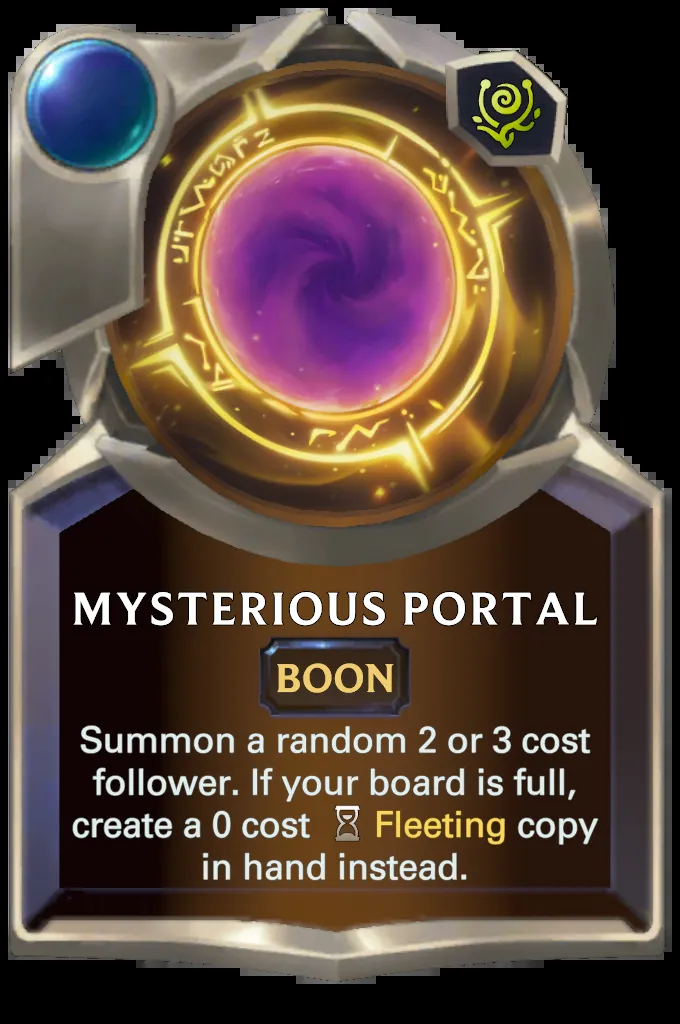 MYSTERIOUS PORTAL
BOON
Summon a random 2 or 3 cost
follower. If your board is full,
create a 0 cost Fleeting copy
in hand instead.